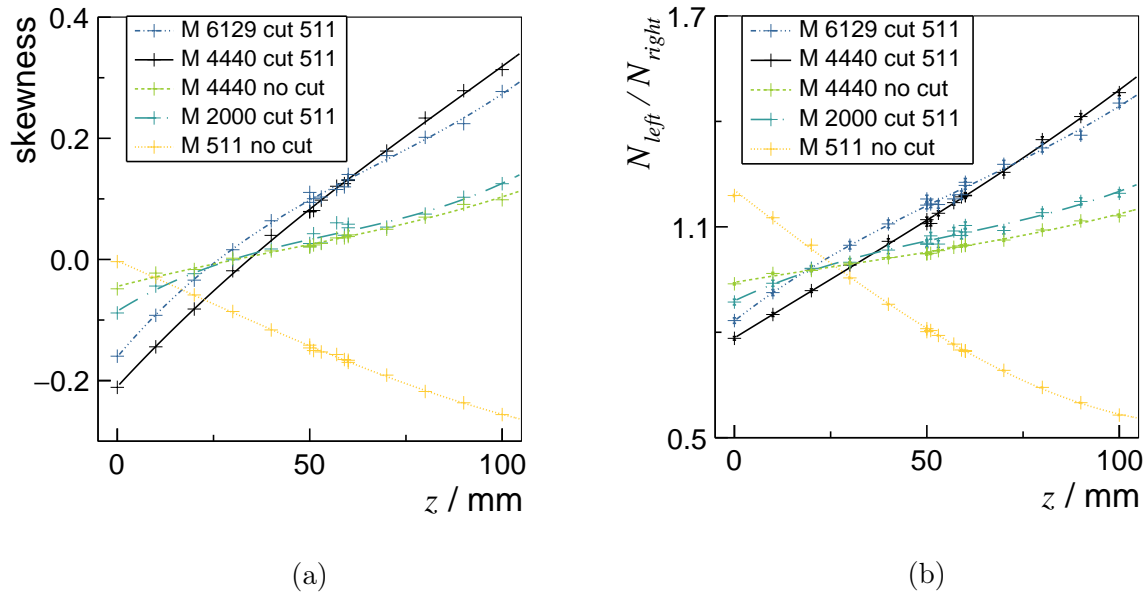 0.4
0.2
0.0
−0.2
skewness
M 6129 cut 511
M 4440 cut 511
M 4440 no cut
M 2000 cut 511
M 511 no cut
0
50
100
z / mm
(a)
1.7
1.1
0.5
N_left / N_right
M 6129 cut 511
M 4440 cut 511
M 4440 no cut
M 2000 cut 511
M 511 no cut
0
50
100
z / mm
(b)